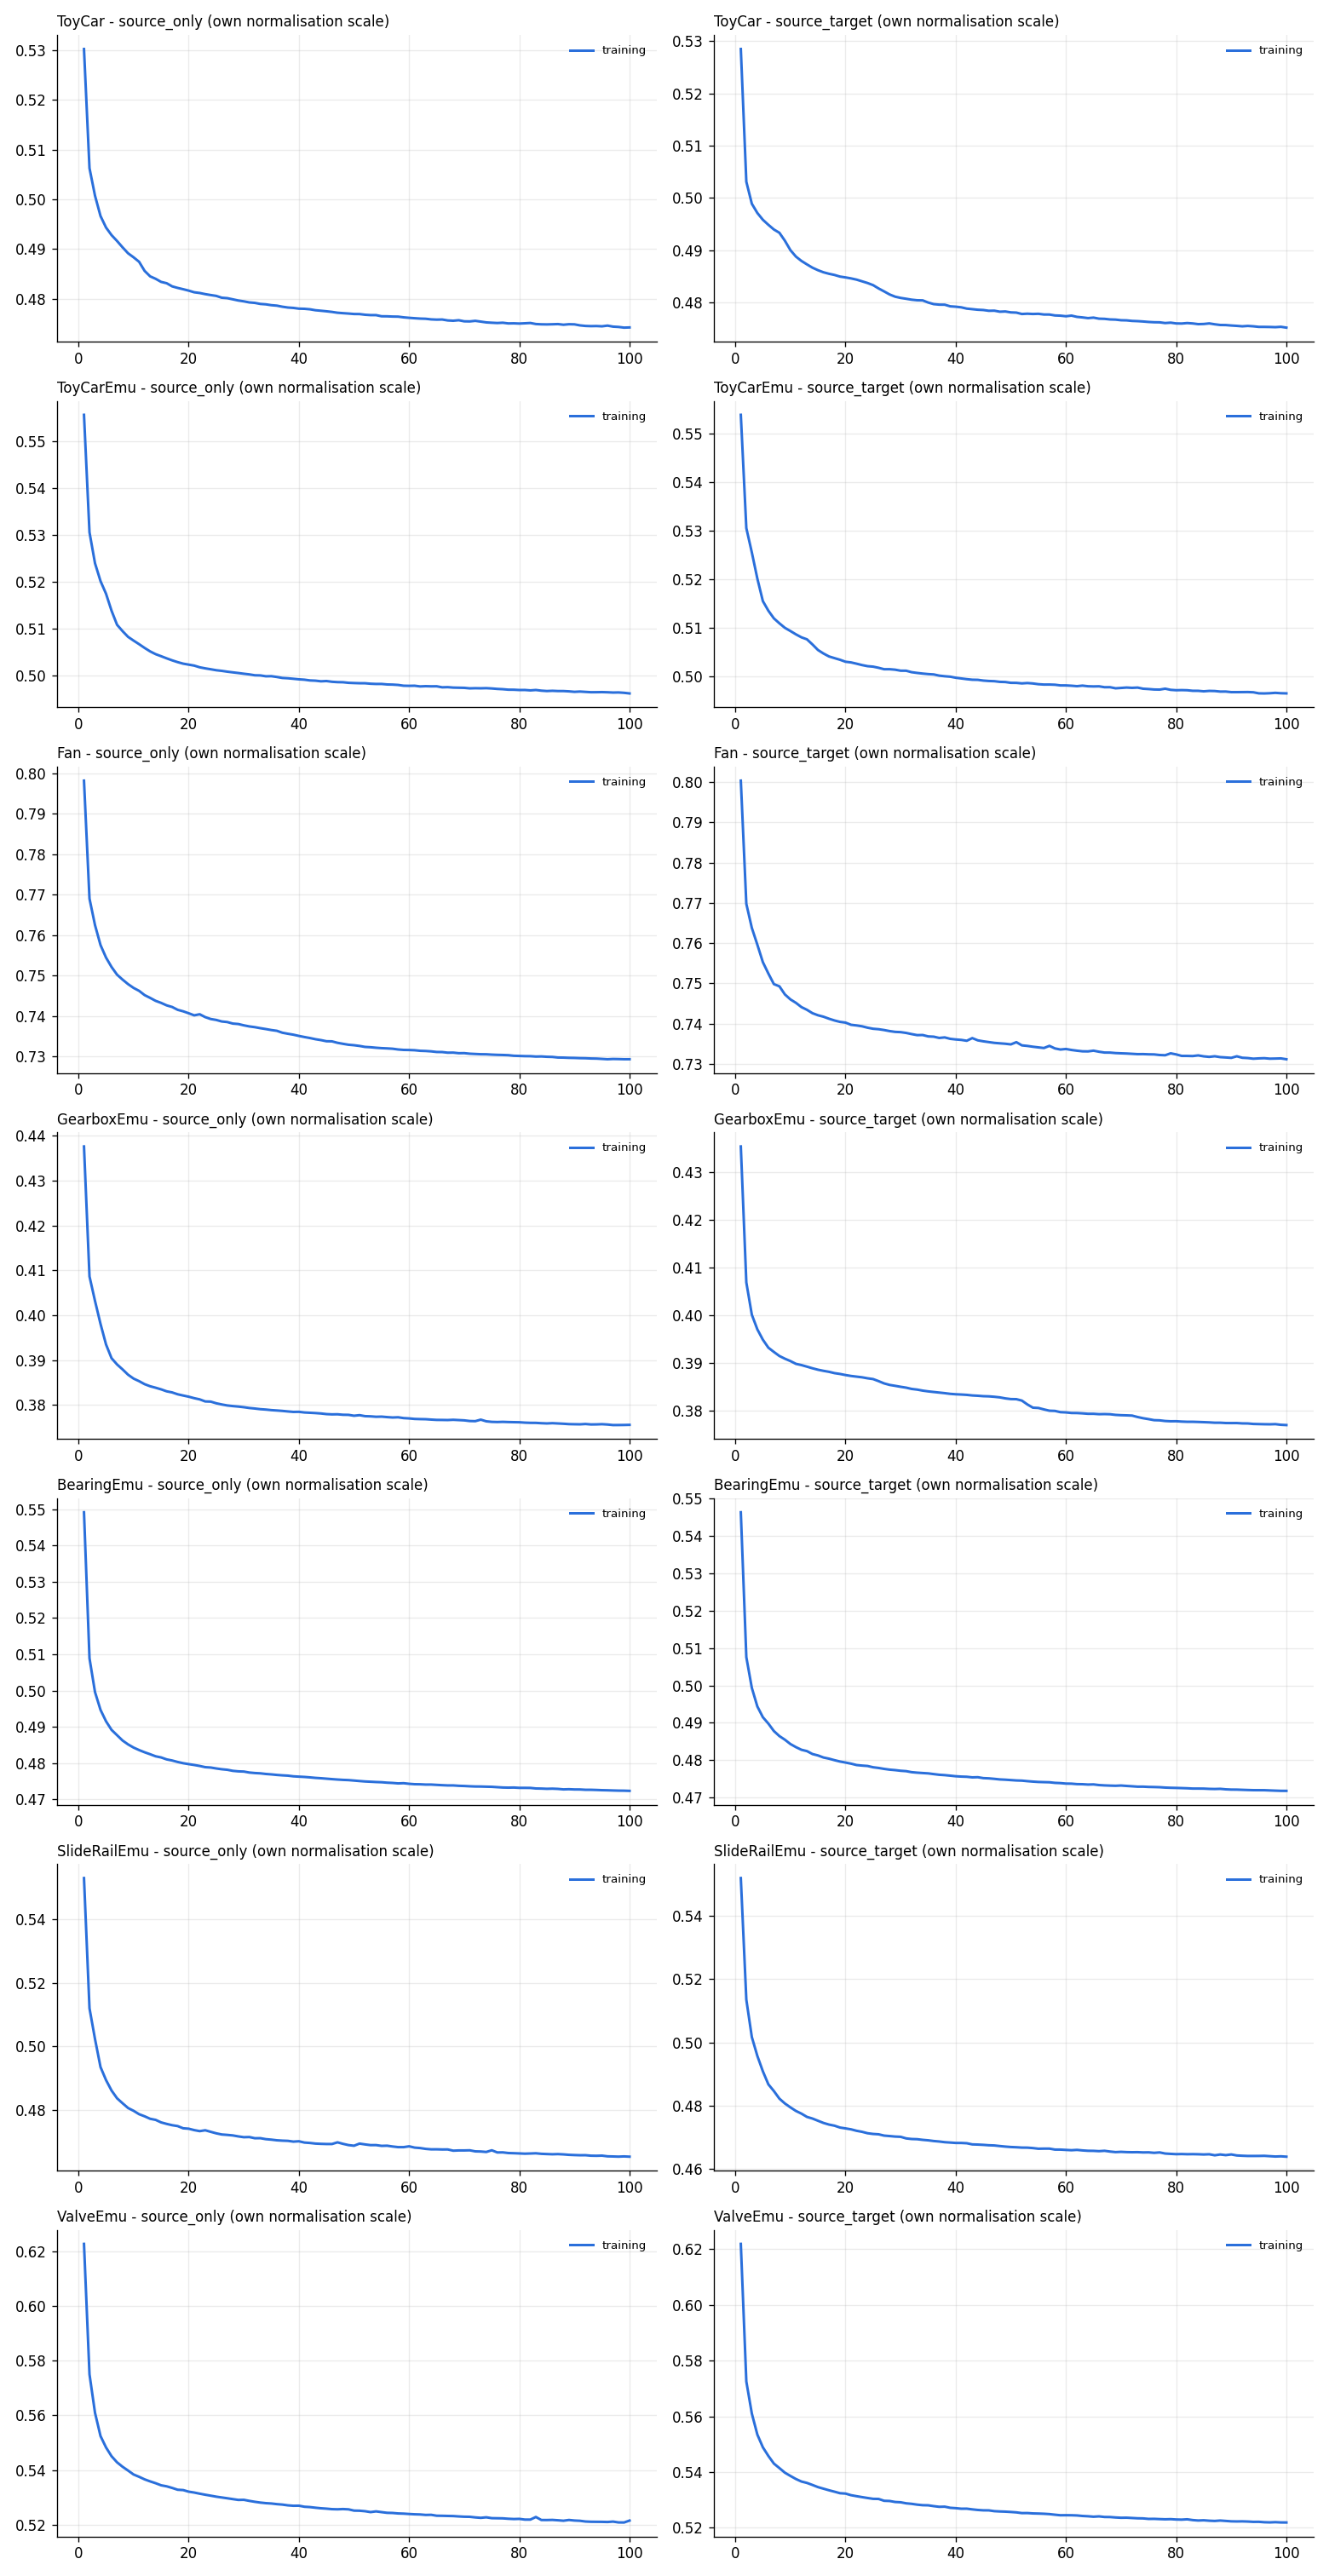 ToyCar - source_only (own normalisation scale)
training
0.53
0.52
0.51
0.50
0.49
0.48
0 20 40 60 80 100
ToyCar - source_target (own normalisation scale)
training
0.53
0.52
0.51
0.50
0.49
0.48
0 20 40 60 80 100
ToyCarEmu - source_only (own normalisation scale)
training
0.55
0.54
0.53
0.52
0.51
0.50
0 20 40 60 80 100
ToyCarEmu - source_target (own normalisation scale)
training
0.55
0.54
0.53
0.52
0.51
0.50
0 20 40 60 80 100
Fan - source_only (own normalisation scale)
training
0.80
0.79
0.78
0.77
0.76
0.75
0.74
0.73
0 20 40 60 80 100
Fan - source_target (own normalisation scale)
training
0.80
0.79
0.78
0.77
0.76
0.75
0.74
0.73
0 20 40 60 80 100
GearboxEmu - source_only (own normalisation scale)
training
0.44
0.43
0.42
0.41
0.40
0.39
0.38
0 20 40 60 80 100
GearboxEmu - source_target (own normalisation scale)
training
0.43
0.42
0.41
0.40
0.39
0.38
0 20 40 60 80 100
BearingEmu - source_only (own normalisation scale)
training
0.55
0.54
0.53
0.52
0.51
0.50
0.49
0.48
0.47
0 20 40 60 80 100
BearingEmu - source_target (own normalisation scale)
training
0.55
0.54
0.53
0.52
0.51
0.50
0.49
0.48
0.47
0 20 40 60 80 100
SlideRailEmu - source_only (own normalisation scale)
training
0.54
0.52
0.50
0.48
0 20 40 60 80 100
SlideRailEmu - source_target (own normalisation scale)
training
0.54
0.52
0.50
0.48
0.46
0 20 40 60 80 100
ValveEmu - source_only (own normalisation scale)
training
0.62
0.60
0.58
0.56
0.54
0.52
0 20 40 60 80 100
ValveEmu - source_target (own normalisation scale)
training
0.62
0.60
0.58
0.56
0.54
0.52
0 20 40 60 80 100